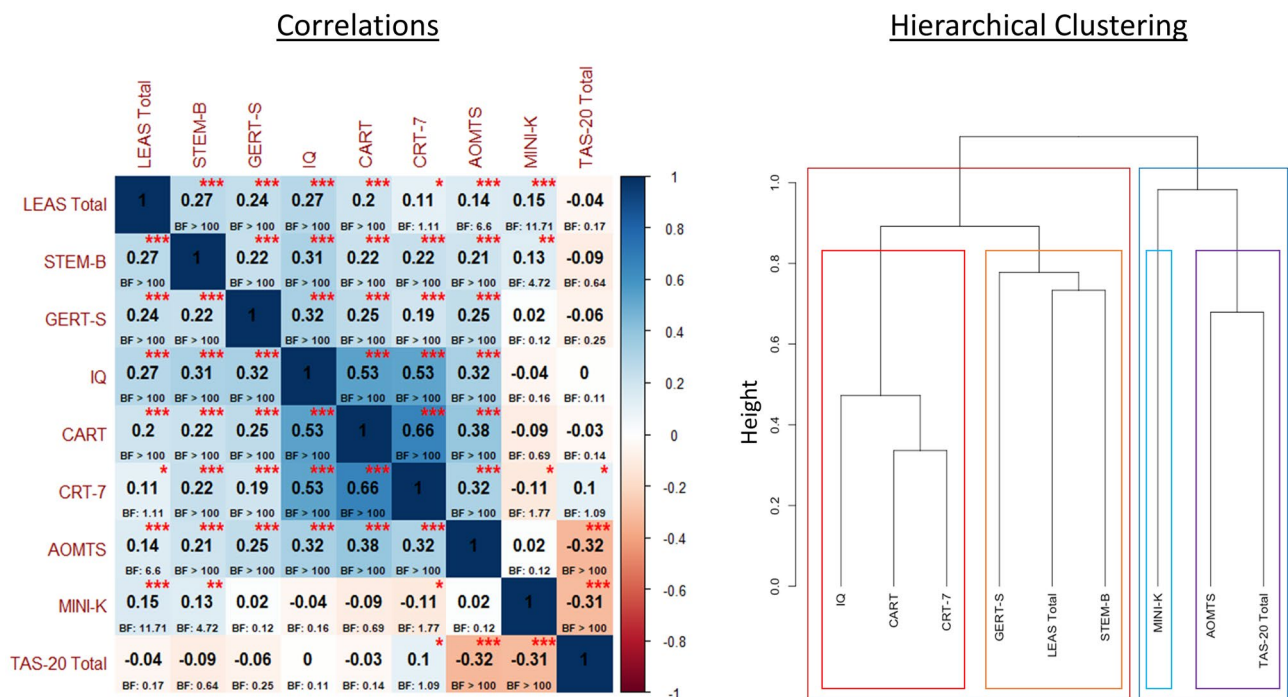 Correlations
Hierarchical Clustering
LEAS Total
STEM-B
GERT-S
IQ
CART
CRT-7
AOMTS
MINI-K
TAS-20 Total
*** *** *** *** * *** ***
LEAS Total 1 0.27 0.24 0.27 0.2 0.11 0.14 0.15 -0.04
BF > 100 BF > 100 BF > 100 BF > 100 BF: 1.11 BF: 6.6 BF: 11.71 BF: 0.17
*** *** *** *** *** *** **
STEM-B 0.27 1 0.22 0.31 0.22 0.22 0.21 0.13 -0.09
BF > 100 BF > 100 BF > 100 BF > 100 BF > 100 BF > 100 BF: 4.72 BF: 0.64
*** *** *** *** *** ***
GERT-S 0.24 0.22 1 0.32 0.25 0.19 0.25 0.02 -0.06
BF > 100 BF > 100 BF > 100 BF > 100 BF > 100 BF > 100 BF: 0.12 BF: 0.25
*** *** *** *** *** ***
IQ 0.27 0.31 0.32 1 0.53 0.53 0.32 -0.04 0
BF > 100 BF > 100 BF > 100 BF > 100 BF > 100 BF > 100 BF: 0.16 BF: 0.11
*** *** *** *** *** ***
CART 0.2 0.22 0.25 0.53 1 0.66 0.38 -0.09 -0.03
BF > 100 BF > 100 BF > 100 BF > 100 BF > 100 BF > 100 BF: 0.69 BF: 0.14
* *** *** *** *** *** * *
CRT-7 0.11 0.22 0.19 0.53 0.66 1 0.32 -0.11 0.1
BF: 1.11 BF > 100 BF > 100 BF > 100 BF > 100 BF > 100 BF: 1.77 BF: 1.09
*** *** *** *** *** *** ***
AOMTS 0.14 0.21 0.25 0.32 0.38 0.32 1 0.02 -0.32
BF: 6.6 BF > 100 BF > 100 BF > 100 BF > 100 BF > 100 BF: 0.12 BF > 100
*** ** * ***
MINI-K 0.15 0.13 0.02 -0.04 -0.09 -0.11 0.02 1 -0.31
BF: 11.71 BF: 4.72 BF: 0.12 BF: 0.16 BF: 0.69 BF: 1.77 BF: 0.12 BF > 100
* *** ***
TAS-20 Total -0.04 -0.09 -0.06 0 -0.03 0.1 -0.32 -0.31 1
BF: 0.17 BF: 0.64 BF: 0.25 BF: 0.11 BF: 0.14 BF: 1.09 BF > 100 BF > 100
1
0.8
0.6
0.4
0.2
0
-0.2
-0.4
-0.6
-0.8
-1
Height
1.0
0.8
0.6
0.4
0.2
0.0
IQ
CART
CRT-7
GERT-S
LEAS Total
STEM-B
MINI-K
AOMTS
TAS-20 Total